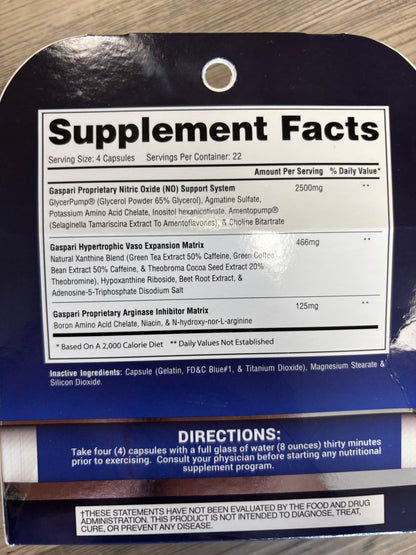 Supplement Facts
Serving Size: 4 Capsules Servings Per Container: 22
Amount Per Serving % Daily Value*
Gaspari Proprietary Nitric Oxide (NO) Support System 2500mg **
GlycerPump® (Glycerol Powder 65% Glycerol), Agmatine Sulfate,
Potassium Amino Acid Chelate, Inositol hexanicotinate, Amentopump®
(Selaginella Tamariscina Extract To Amentoflavones), & Choline Bitartrate
Gaspari Hypertrophic Vaso Expansion Matrix 466mg **
Natural Xanthine Blend (Green Tea Extract 50% Caffeine, Green Coffee
Bean Extract 50% Caffeine, & Theobroma Cocoa Seed Extract 20%
Theobromine), Hypoxanthine Riboside, Beet Root Extract, &
Adenosine-5-Triphosphate Disodium Salt
Gaspari Proprietary Arginase Inhibitor Matrix 125mg **
Boron Amino Acid Chelate, Niacin, & N-hydroxy-nor-L-arginine
* Based On A 2,000 Calorie Diet ** Daily Values Not Established
Inactive Ingredients: Capsule (Gelatin, FD&C Blue#1, & Titanium Dioxide), Magnesium Stearate &
Silicon Dioxide.
DIRECTIONS:
Take four (4) capsules with a full glass of water (8 ounces) thirty minutes
prior to exercising. Consult your physician before starting any nutritional
supplement program.
†THESE STATEMENTS HAVE NOT BEEN EVALUATED BY THE FOOD AND DRUG
ADMINISTRATION. THIS PRODUCT IS NOT INTENDED TO DIAGNOSE, TREAT,
CURE, OR PREVENT ANY DISEASE.